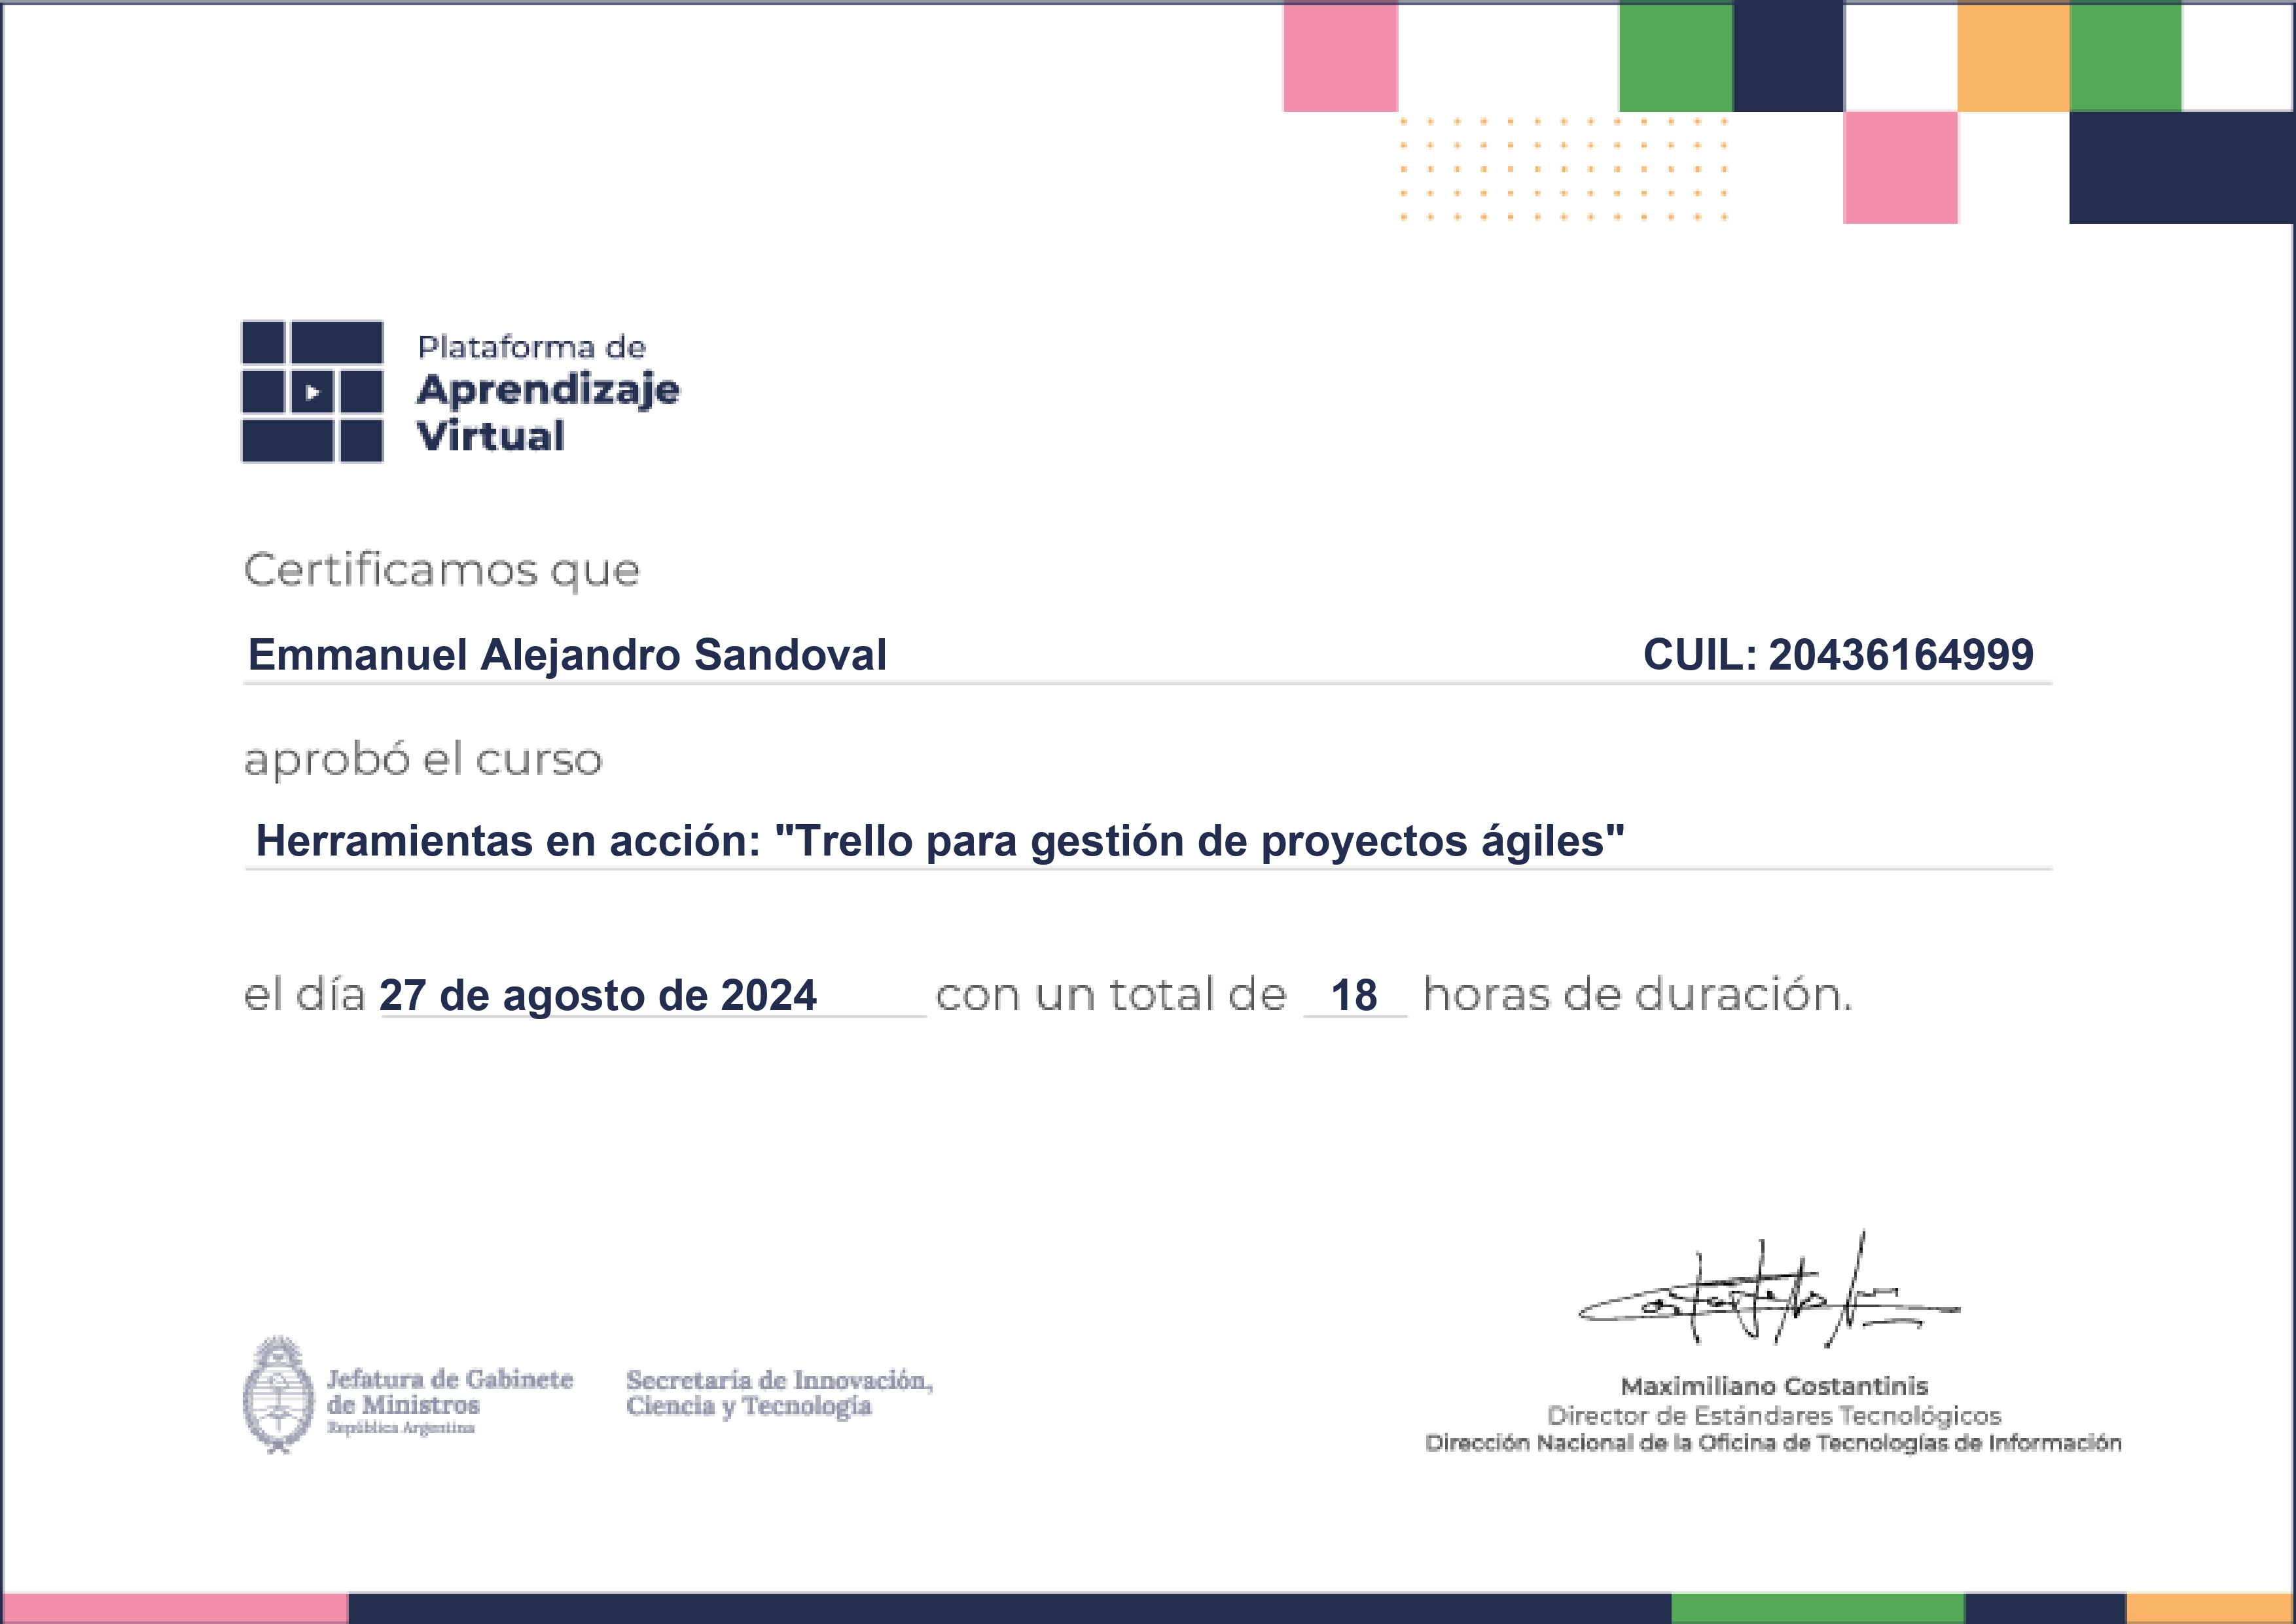 Plataforma de
Aprendizaje
Virtual
Certificamos que
Emmanuel Alejandro Sandoval CUIL: 20436164999
aprobó el curso
Herramientas en acción: "Trello para gestión de proyectos ágiles"
el día 27 de agosto de 2024 con un total de 18 horas de duración.
Jefatura de Gabinete
de Ministros
República Argentina
Secretaría de Innovación,
Ciencia y Tecnología
Maximiliano Costantinis
Director de Estándares Tecnológicos
Dirección Nacional de la Oficina de Tecnologías de Información